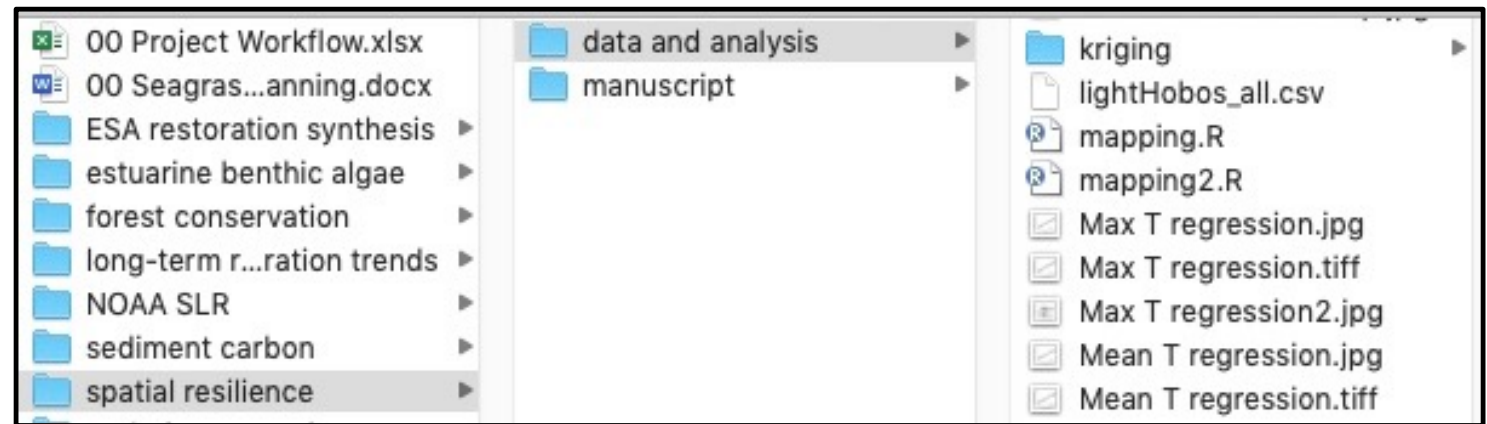 00 Project Workflow.xlsx
00 Seagras...anning.docx
ESA restoration synthesis
estuarine benthic algae
forest conservation
long-term r...ration trends
NOAA SLR
sediment carbon
spatial resilience
data and analysis
manuscript
kriging
lightHobos_all.csv
mapping.R
mapping2.R
Max T regression.jpg
Max T regression.tiff
Max T regression2.jpg
Mean T regression.jpg
Mean T regression.tiff